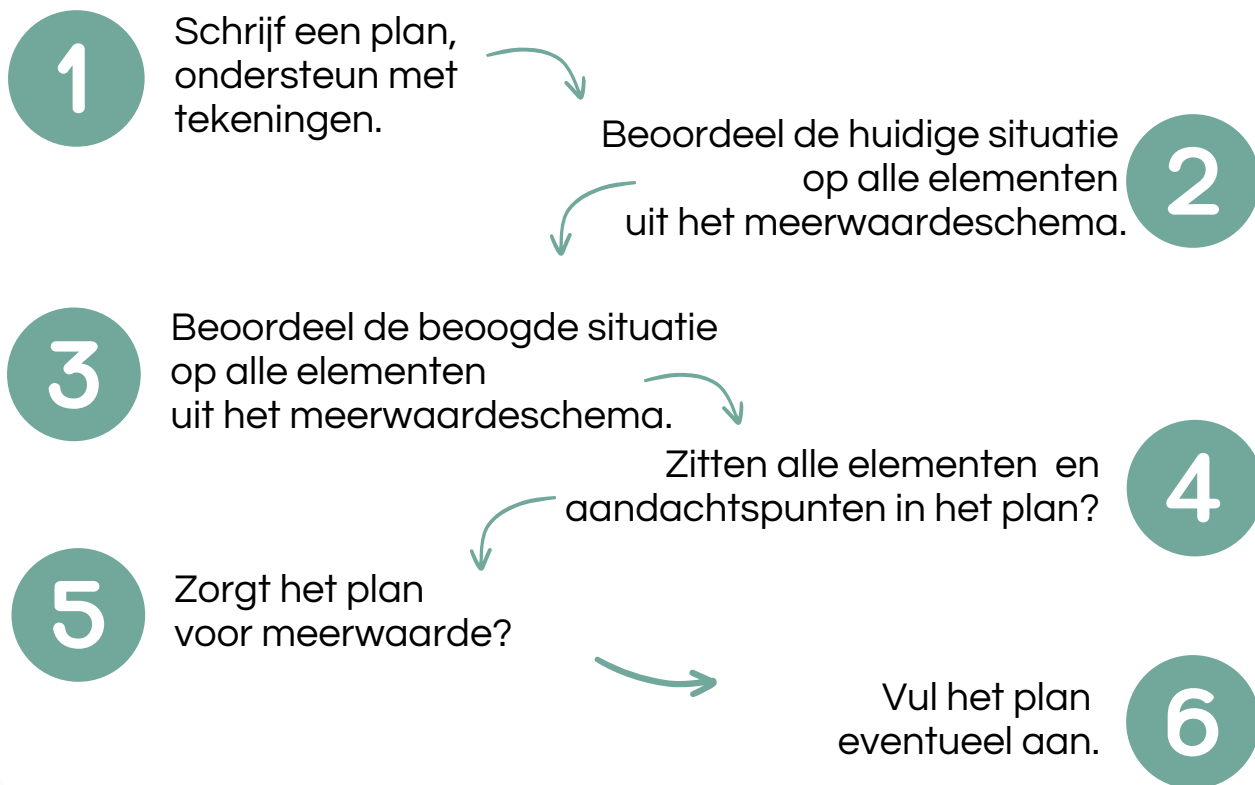 1
Schrijf een plan,
ondersteun met
tekeningen.
Beoordeel de huidige situatie
op alle elementen
uit het meerwaardeschema.
2
3
Beoordeel de beoogde situatie
op alle elementen
uit het meerwaardeschema.
Zitten alle elementen  en
aandachtspunten in het plan?
4
5
Zorgt het plan
voor meerwaarde?
Vul het plan
eventueel aan.
6